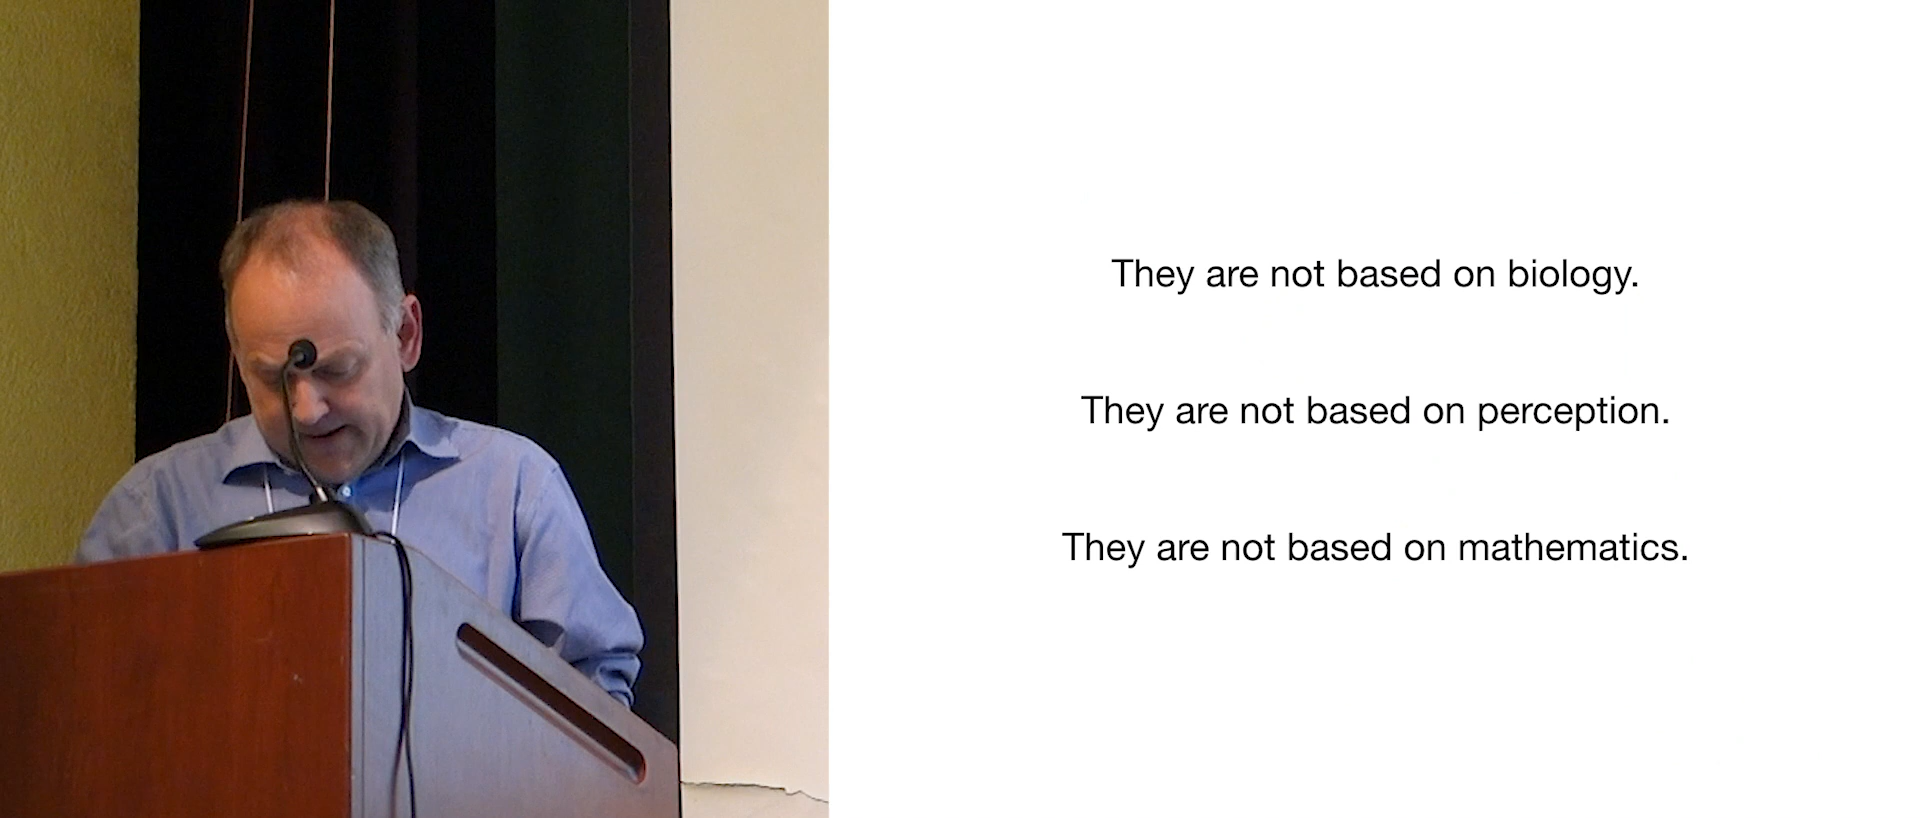 They are not based on biology.
They are not based on perception.
They are not based on mathematics.